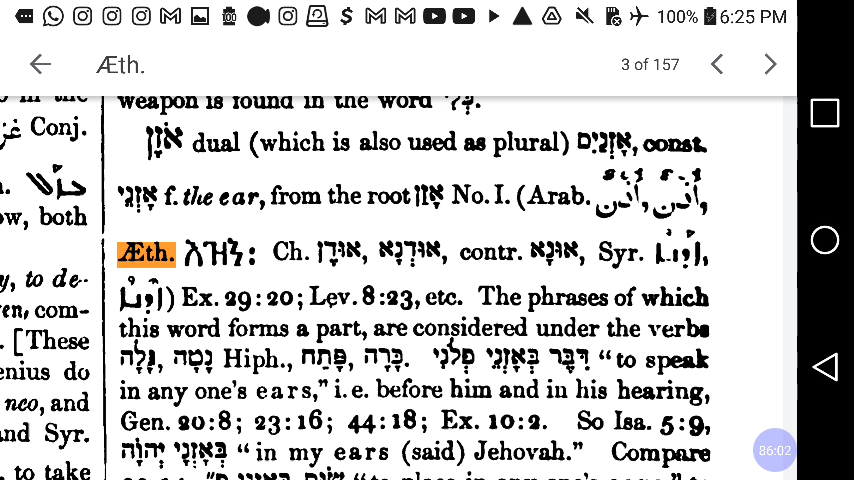 100% 6:25 PM
Æth.
3 of 157
Conj.
both
to de-
com-
[These
enius do
neo, and
and Syr.
to take
weapon is found in the word
אֹזֶן dual (which is also used as plural) אָזְנַיִם, const.
אָזְנֵי f. the ear, from the root אָזַן No. I. (Arab. أُذْن, أُذُن,
Æth. እዝን: Ch. אוּדָן, אוּדְנָא, contr. אוּנָא, Syr.
) Ex. 29:20; Lev. 8:23, etc. The phrases of which
this word forms a part, are considered under the verbs
נָטָה, גָּלָה Hiph., כָּרָה, פָּתַח. דִּבֶּר בְּאָזְנֵי פְלֹנִי "to speak
in any one's ears," i.e. before him and in his hearing,
Gen. 20:8; 23:16; 44:18; Ex. 10:2. So Isa. 5:9,
בְּאָזְנֵי יְהוָה "in my ears (said) Jehovah." Compare
86:02